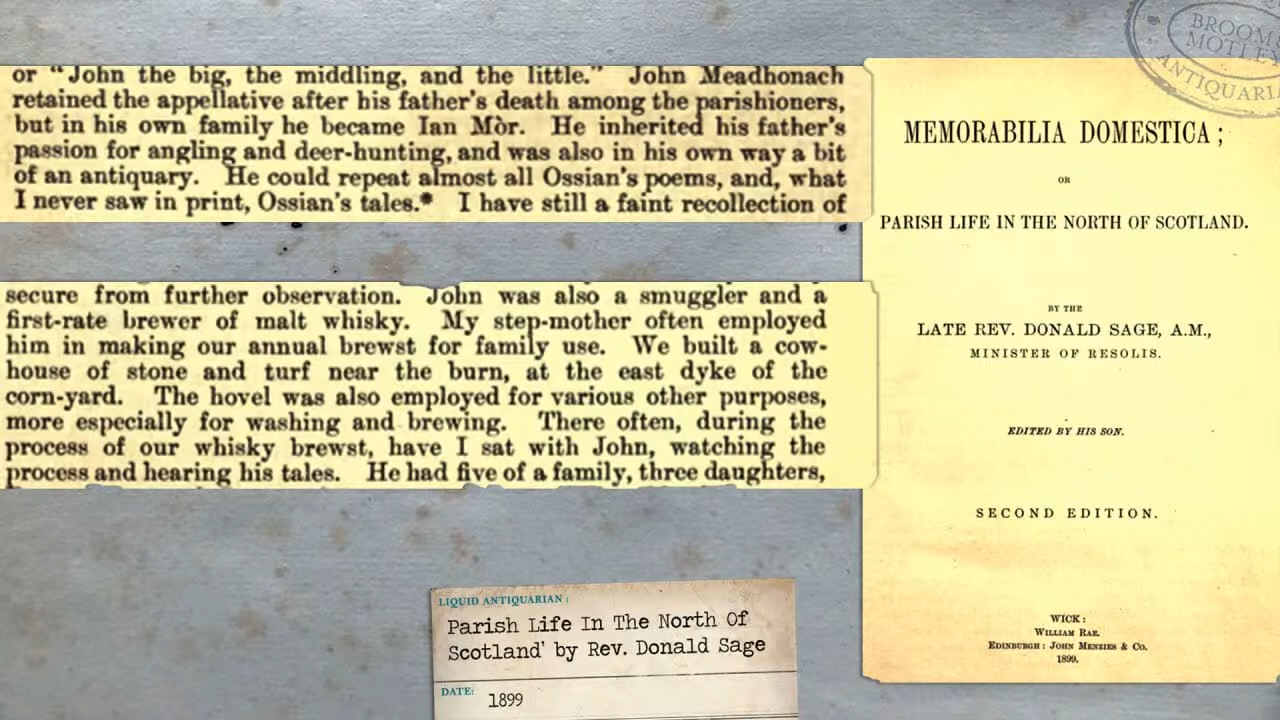 or “John the big, the middling, and the little.” John Meadhonach
retained the appellative after his father's death among the parishioners,
but in his own family he became Ian Mòr. He inherited his father's
passion for angling and deer-hunting, and was also in his own way a bit
of an antiquary. He could repeat almost all Ossian's poems, and, what
I never saw in print, Ossian's tales.* I have still a faint recollection of
secure from further observation. John was also a smuggler and a
first-rate brewer of malt whisky. My step-mother often employed
him in making our annual brewst for family use. We built a cow-
house of stone and turf near the burn, at the east dyke of the
corn-yard. The hovel was also employed for various other purposes,
more especially for washing and brewing. There often, during the
process of our whisky brewst, have I sat with John, watching the
process and hearing his tales. He had five of a family, three daughters,
MEMORABILIA DOMESTICA;
OR
PARISH LIFE IN THE NORTH OF SCOTLAND.
BY THE
LATE REV. DONALD SAGE, A.M.,
MINISTER OF RESOLIS.
EDITED BY HIS SON.
SECOND EDITION.
WICK:
WILLIAM RAE.
EDINBURGH: JOHN MENZIES & CO.
1899.
LIQUID ANTIQUARIAN :
Parish Life In The North Of
Scotland' by Rev. Donald Sage
DATE: 1899